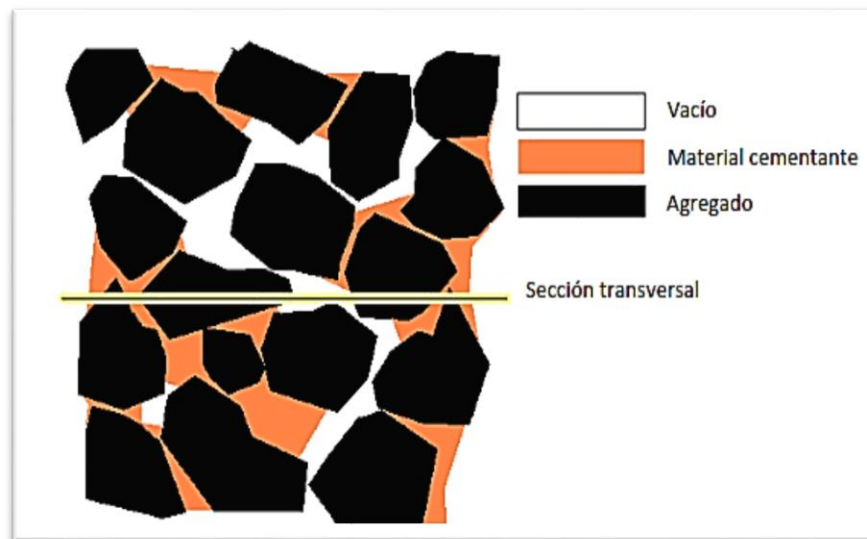 Vacío
Material cementante
Agregado
Sección transversal